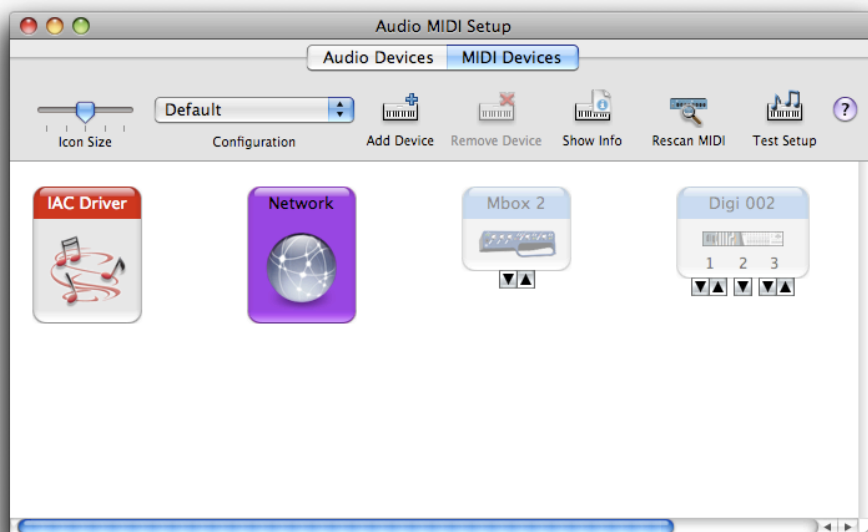 Audio MIDI Setup
Audio Devices MIDI Devices
Default
?
Icon Size Configuration Add Device Remove Device Show Info Rescan MIDI Test Setup
IAC Driver Network Mbox 2 Digi 002
1 2 3